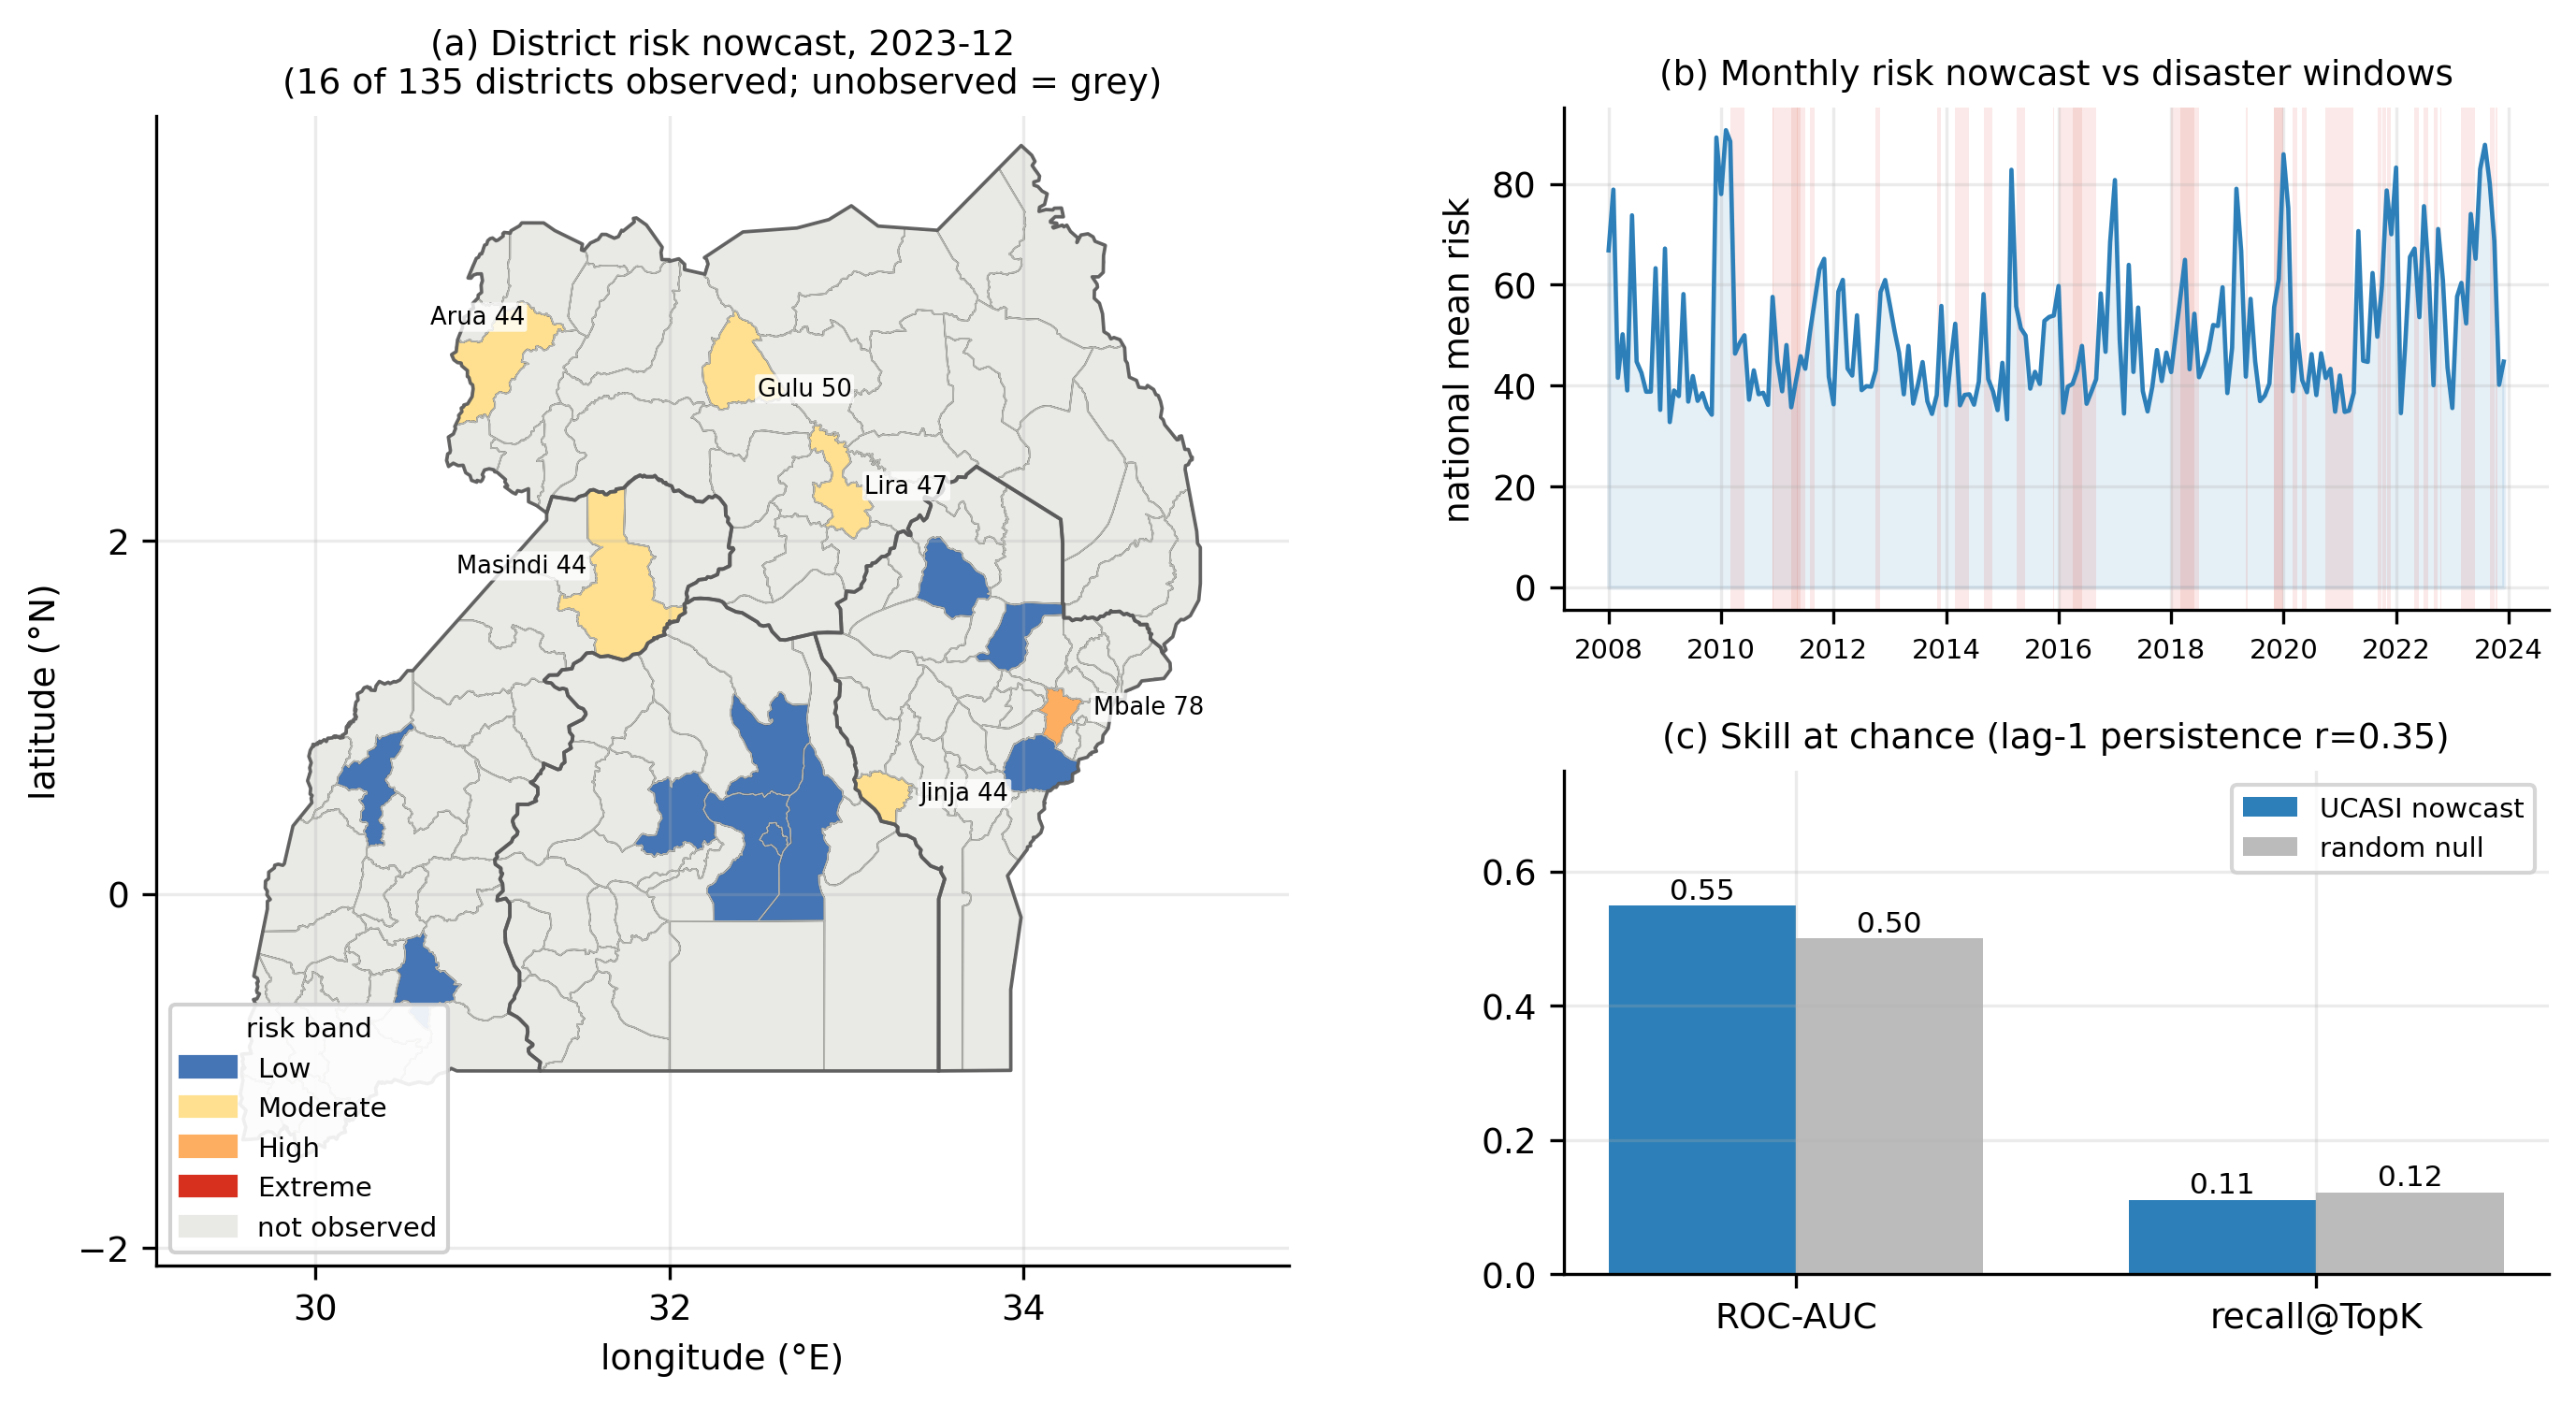 (a) District risk nowcast, 2023-12
(16 of 135 districts observed; unobserved = grey)
latitude (°N)
2
0
−2
Arua 44
Gulu 50
Lira 47
Masindi 44
Mbale 78
Jinja 44
risk band
Low
Moderate
High
Extreme
not observed
30 32 34
longitude (°E)
(b) Monthly risk nowcast vs disaster windows
national mean risk
80
60
40
20
0
2008 2010 2012 2014 2016 2018 2020 2022 2024
(c) Skill at chance (lag-1 persistence r=0.35)
UCASI nowcast
random null
0.6
0.4
0.2
0.0
0.55
0.50
0.11
0.12
ROC-AUC recall@TopK